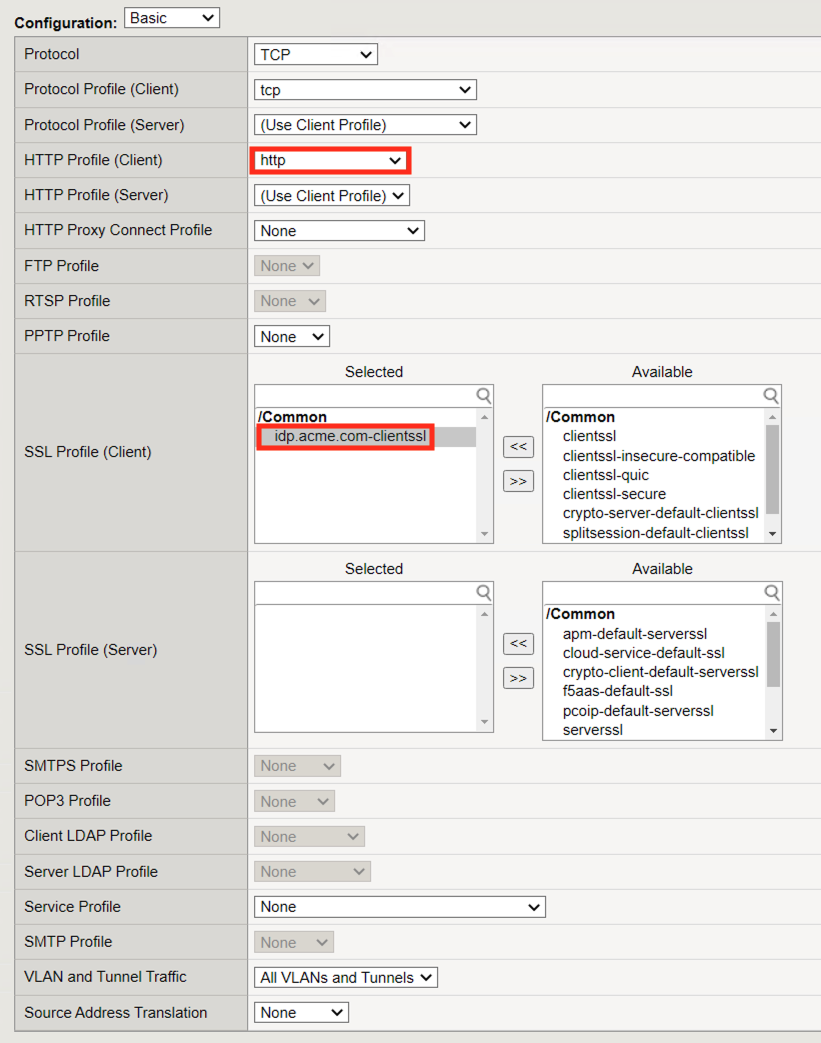 Configuration: Basic
Protocol TCP
Protocol Profile (Client) tcp
Protocol Profile (Server) (Use Client Profile)
HTTP Profile (Client) http
HTTP Profile (Server) (Use Client Profile)
HTTP Proxy Connect Profile None
FTP Profile None
RTSP Profile None
PPTP Profile None
SSL Profile (Client)
Selected
/Common
idp.acme.com-clientssl
<<
>>
Available
/Common
clientssl
clientssl-insecure-compatible
clientssl-quic
clientssl-secure
crypto-server-default-clientssl
splitsession-default-clientssl
SSL Profile (Server)
Selected
<<
>>
Available
/Common
apm-default-serverssl
cloud-service-default-ssl
crypto-client-default-serverssl
f5aas-default-ssl
pcoip-default-serverssl
serverssl
SMTPS Profile None
POP3 Profile None
Client LDAP Profile None
Server LDAP Profile None
Service Profile None
SMTP Profile None
VLAN and Tunnel Traffic All VLANs and Tunnels
Source Address Translation None